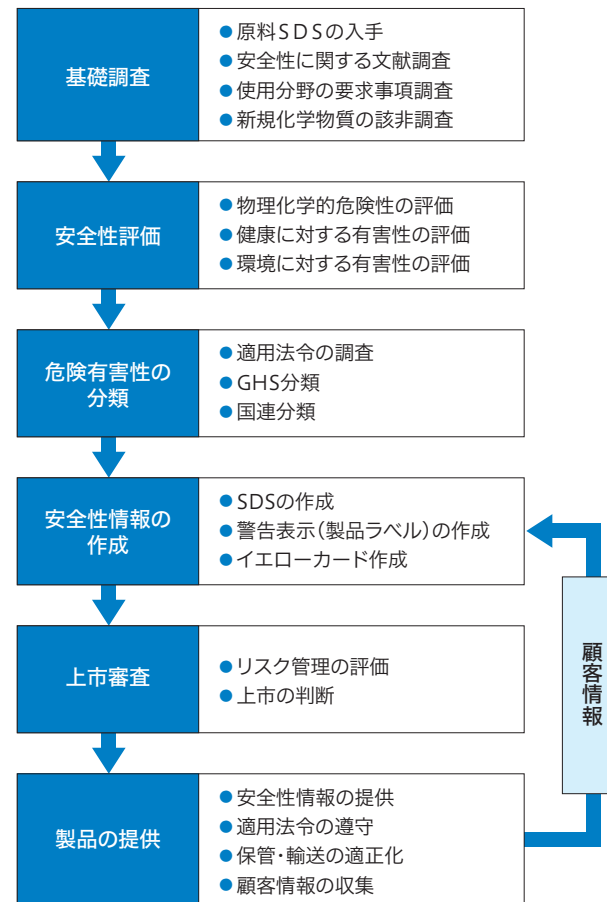 基礎調査
●原料SDSの入手
●安全性に関する文献調査
●使用分野の要求事項調査
●新規化学物質の該非調査
安全性評価
●物理化学的危険性の評価
●健康に対する有害性の評価
●環境に対する有害性の評価
危険有害性の
分類
●適用法令の調査
●GHS分類
●国連分類
安全性情報の
作成
●SDSの作成
●警告表示(製品ラベル)の作成
●イエローカード作成
上市審査
●リスク管理の評価
●上市の判断
製品の提供
●安全性情報の提供
●適用法令の遵守
●保管・輸送の適正化
●顧客情報の収集
顧客情報